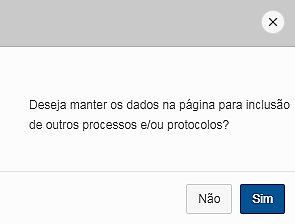 Deseja manter os dados na página para inclusão
de outros processos e/ou protocolos?
Não
Sim